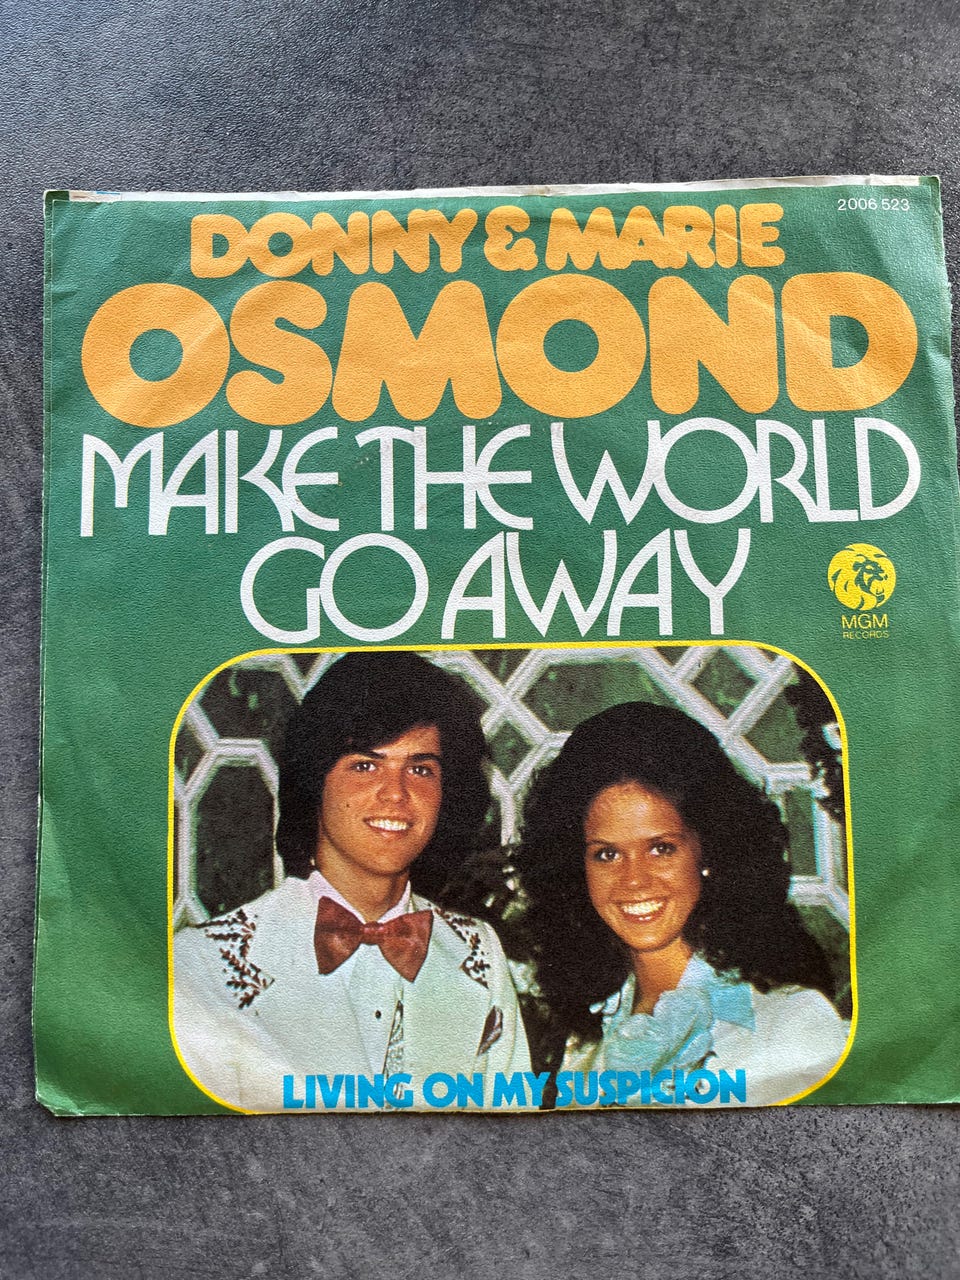 2006 523
DONNY & MARIE
OSMOND
MAKE THE WORLD
GO AWAY
MGM
RECORDS
LIVING ON MY SUSPICION